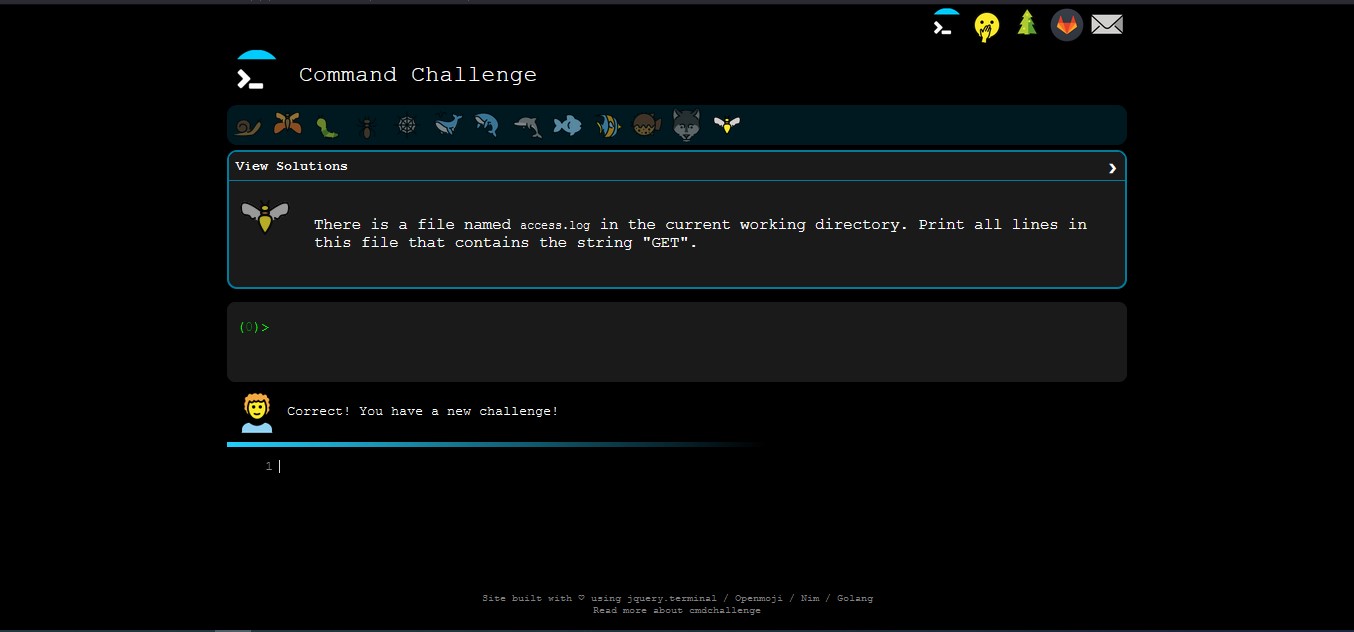 Command Challenge
View Solutions
There is a file named access.log in the current working directory. Print all lines in
this file that contains the string "GET".
(0)>
Correct! You have a new challenge!
1
Site built with ♡ using jquery.terminal / Openmoji / Nim / Golang
Read more about cmdchallenge